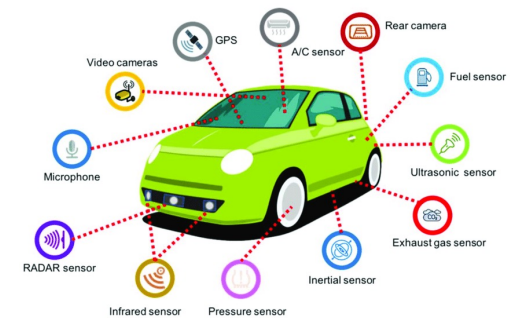 GPS
A/C sensor
Rear camera
Video cameras
Fuel sensor
Microphone
Ultrasonic sensor
Exhaust gas sensor
RADAR sensor
Inertial sensor
Infrared sensor
Pressure sensor